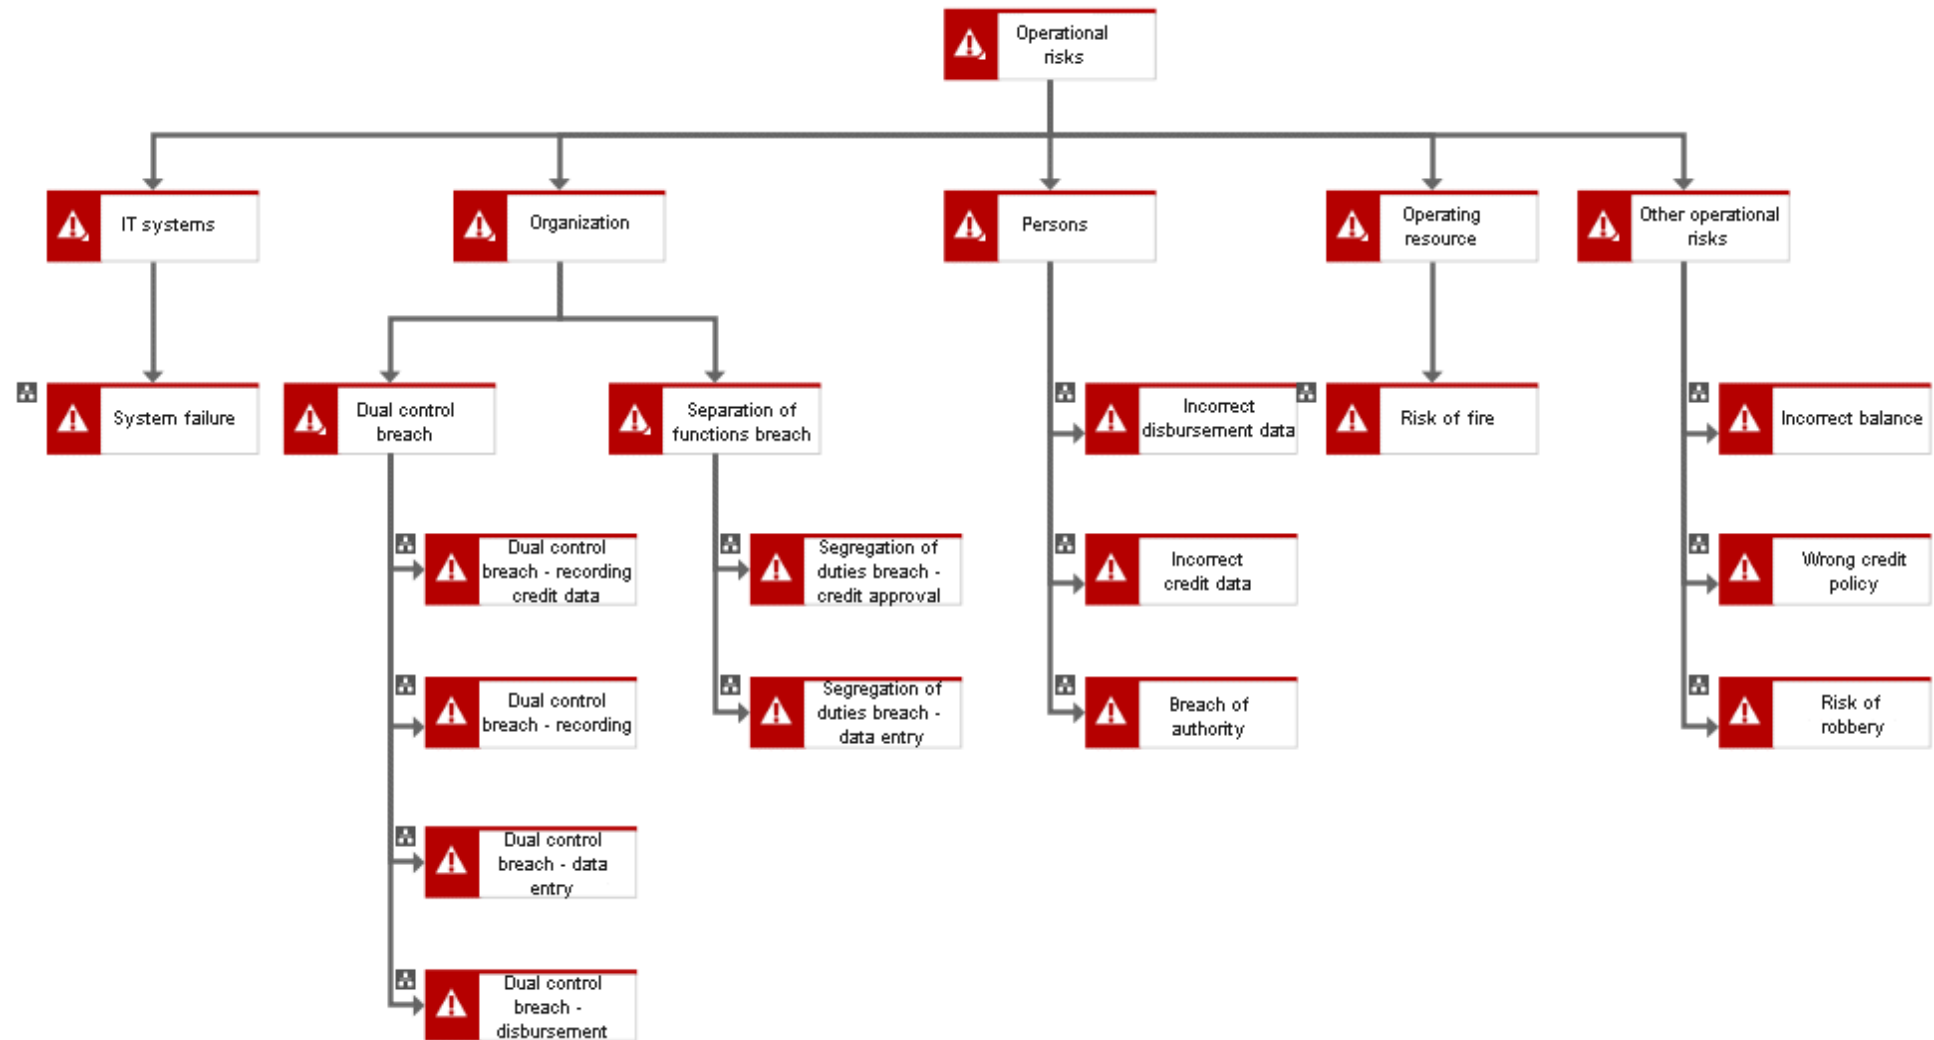 Operational
risks
IT systems
Organization
Persons
Operating
resource
Other operational
risks
System failure
Dual control
breach
Separation of
functions breach
Incorrect
disbursement data
Risk of fire
Incorrect balance
Dual control
breach - recording
credit data
Segregation of
duties breach -
credit approval
Incorrect
credit data
Wrong credit
policy
Dual control
breach - recording
Segregation of
duties breach -
data entry
Breach of
authority
Risk of
robbery
Dual control
breach - data
entry
Dual control
breach -
disbursement